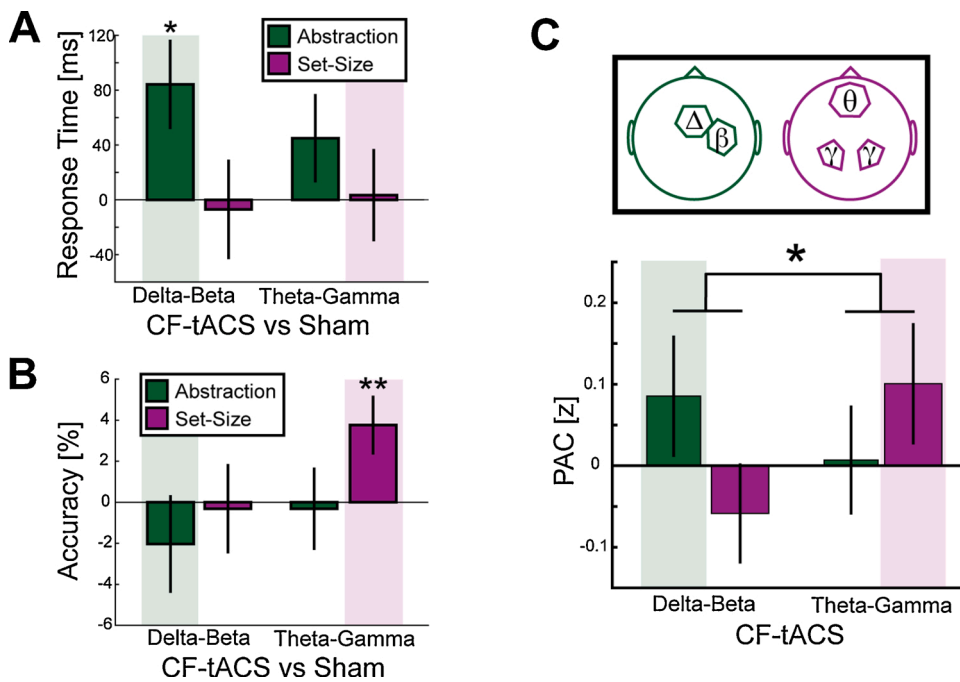 A
Response Time [ms]
120
80
40
0
-40
*
Abstraction
Set-Size
Delta-Beta
Theta-Gamma
CF-tACS vs Sham
B
Accuracy [%]
6
4
2
0
-2
-4
-6
Abstraction
Set-Size
**
Delta-Beta
Theta-Gamma
CF-tACS vs Sham
C
Δ
β
θ
γ
γ
PAC [z]
0.2
0.1
0
-0.1
*
Delta-Beta
Theta-Gamma
CF-tACS